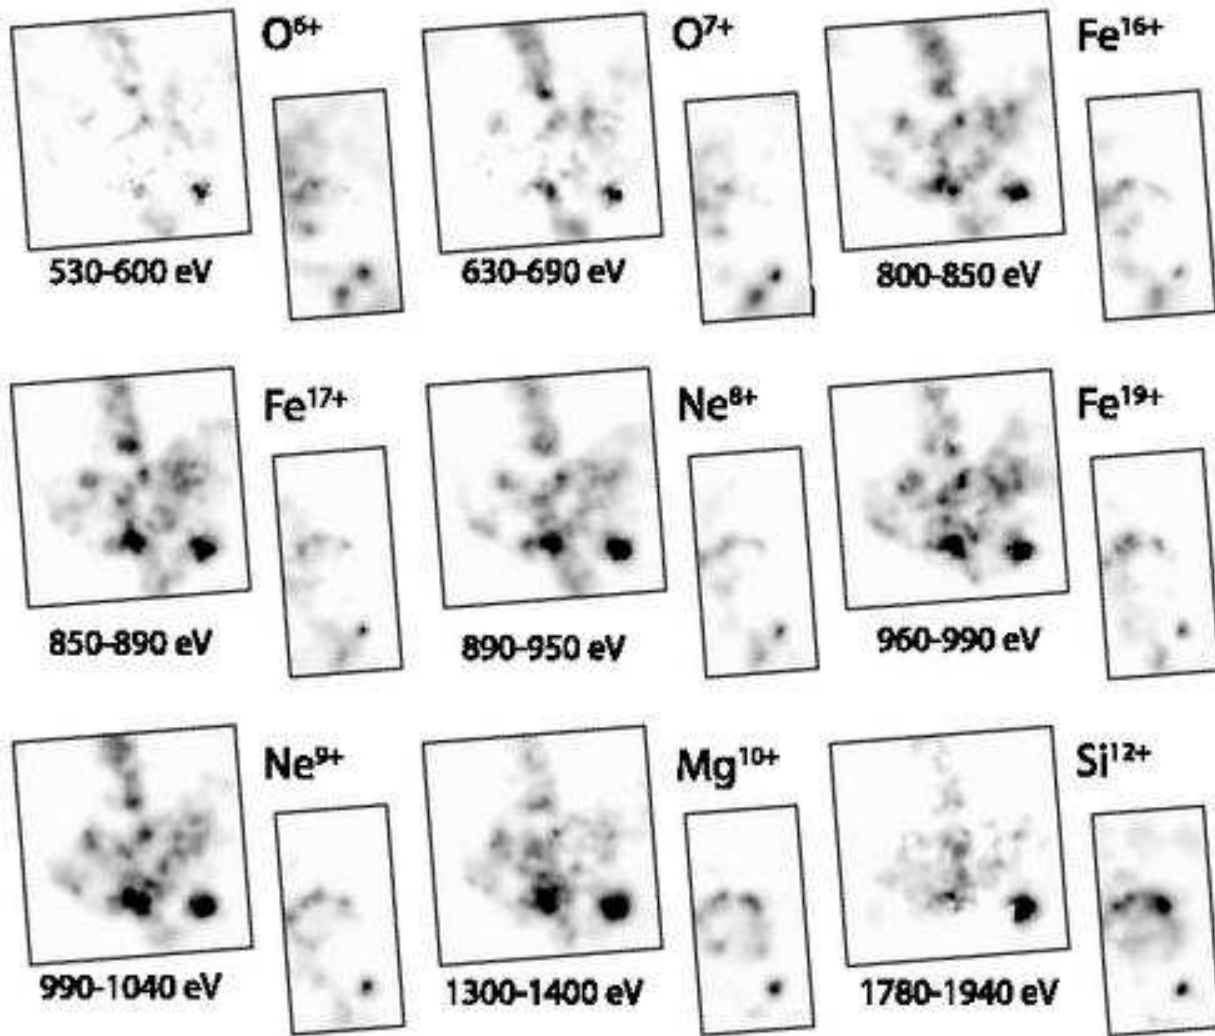 O⁶⁺
O⁷⁺
Fe¹⁶⁺
530-600 eV
630-690 eV
800-850 eV
Fe¹⁷⁺
Ne⁸⁺
Fe¹⁹⁺
850-890 eV
890-950 eV
960-990 eV
Ne⁹⁺
Mg¹⁰⁺
Si¹²⁺
990-1040 eV
1300-1400 eV
1780-1940 eV